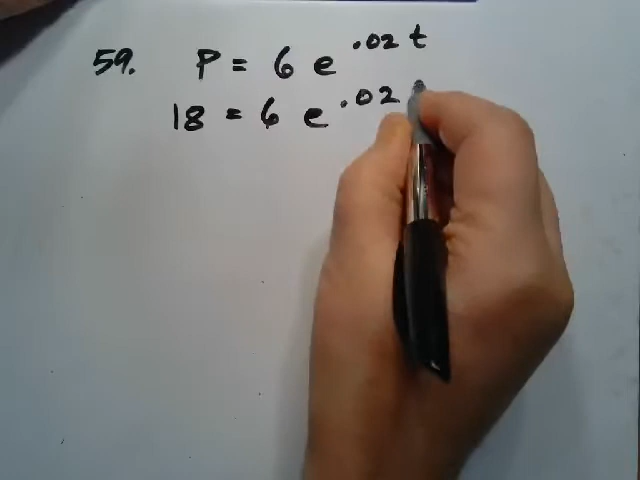 59. P = 6 e^.02 t
18 = 6 e^.02